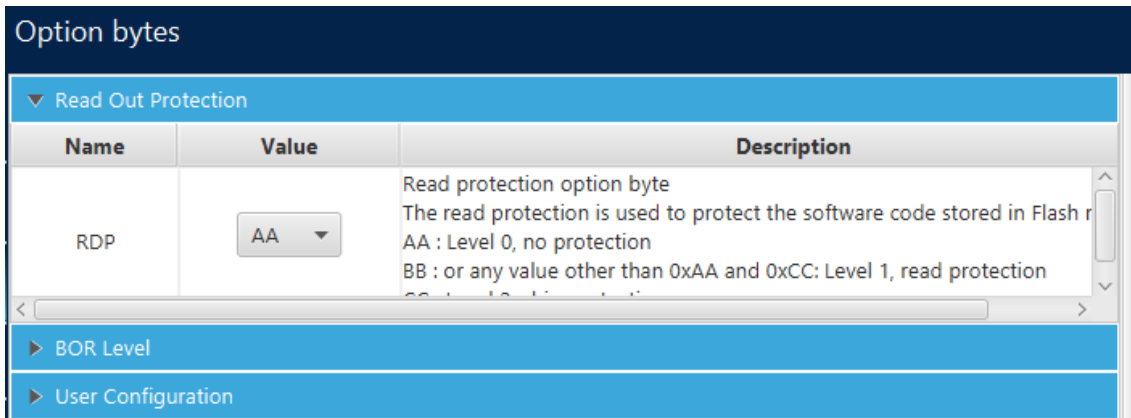 Option bytes
Read Out Protection
Name Value Description
Read protection option byte
The read protection is used to protect the software code stored in Flash
RDP AA
AA : Level 0, no protection
BB : or any value other than 0xAA and 0xCC: Level 1, read protection
BOR Level
User Configuration